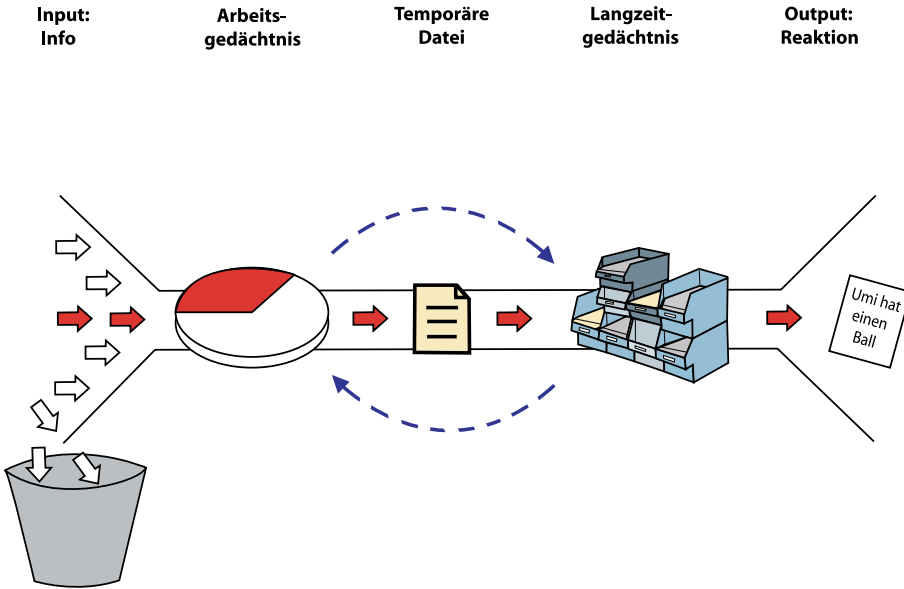 Input:
Info
Arbeits-
gedächtnis
Temporäre
Datei
Langzeit-
gedächtnis
Output:
Reaktion
Umi hat
einen
Ball